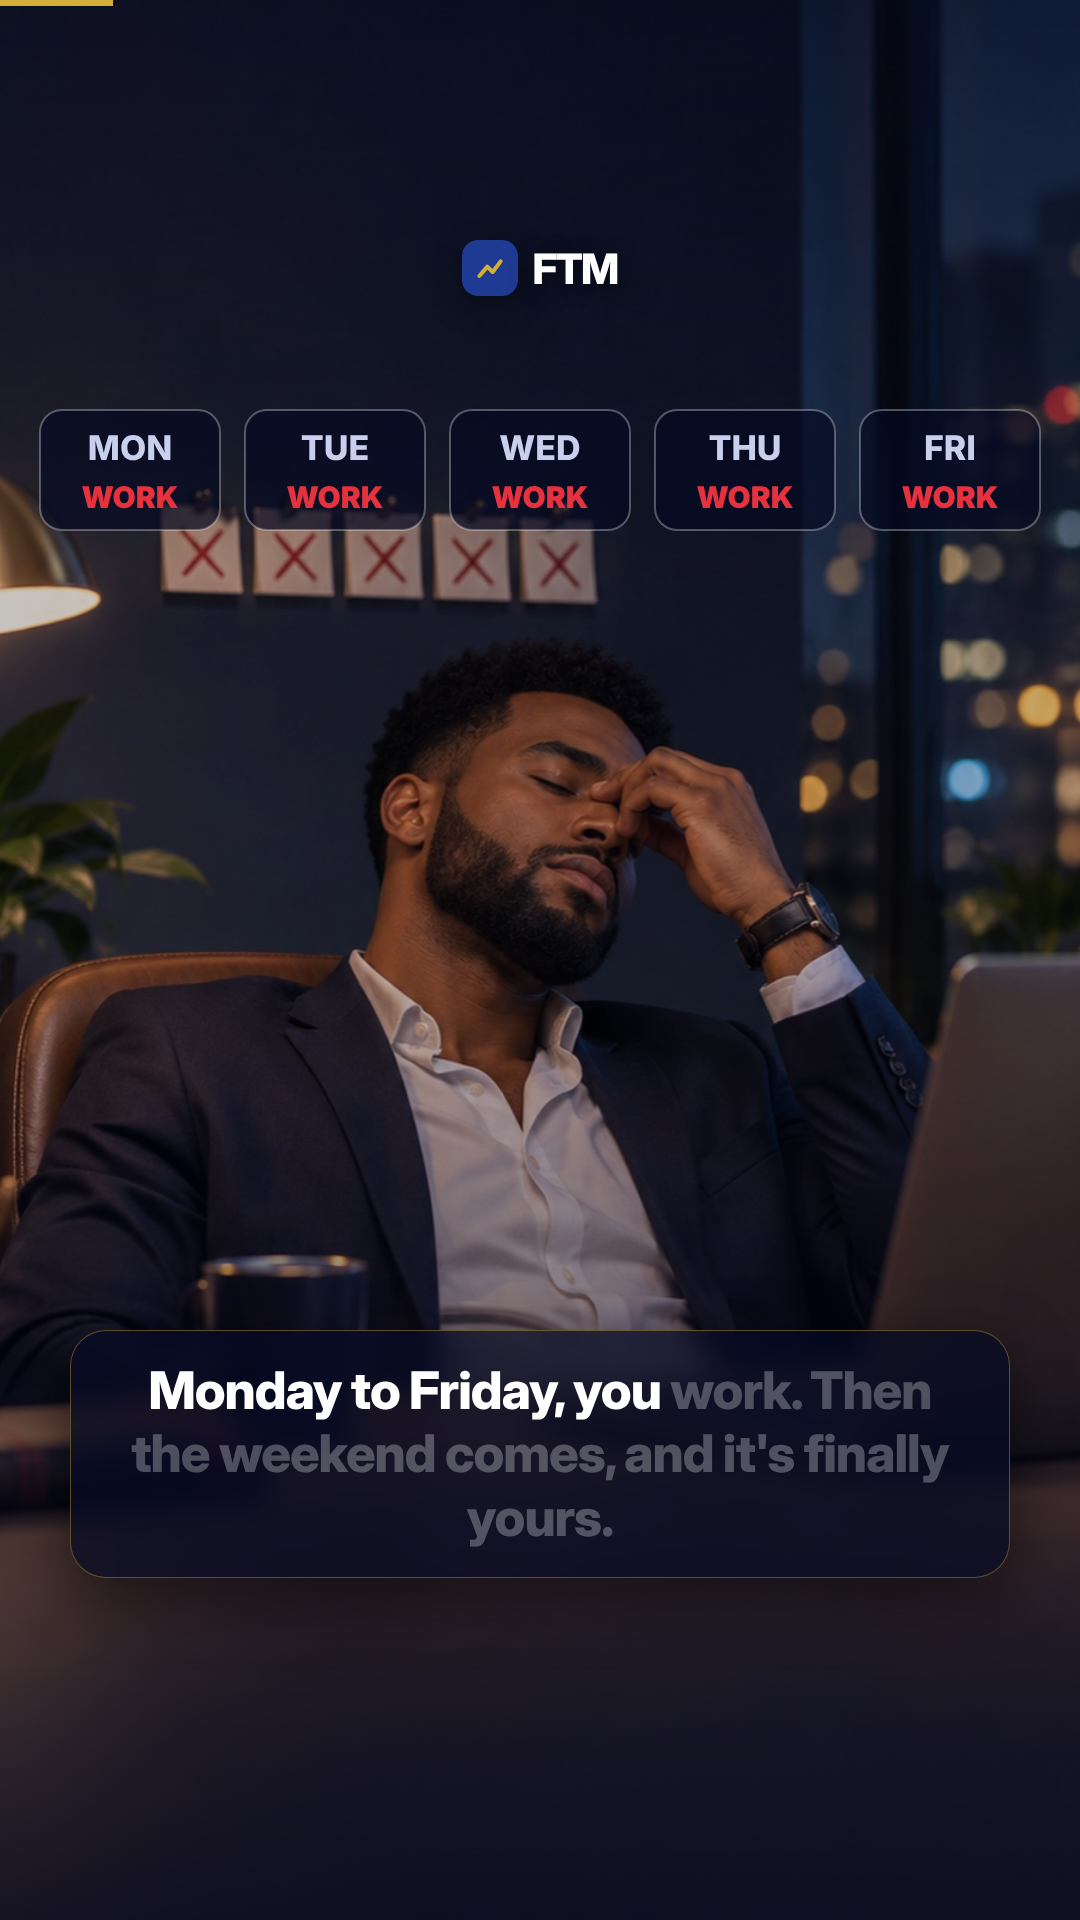 FTM
MON TUE WED THU FRI
WORK WORK WORK WORK WORK
Monday to Friday, you work. Then
the weekend comes, and it's finally
yours.